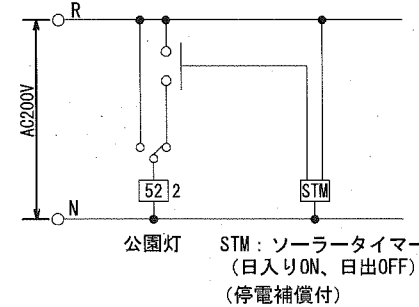 R
AC200V
52 2
STM
N
公園灯
STM：ソーラータイマー
(日入りON、日出OFF)
(停電補償付)